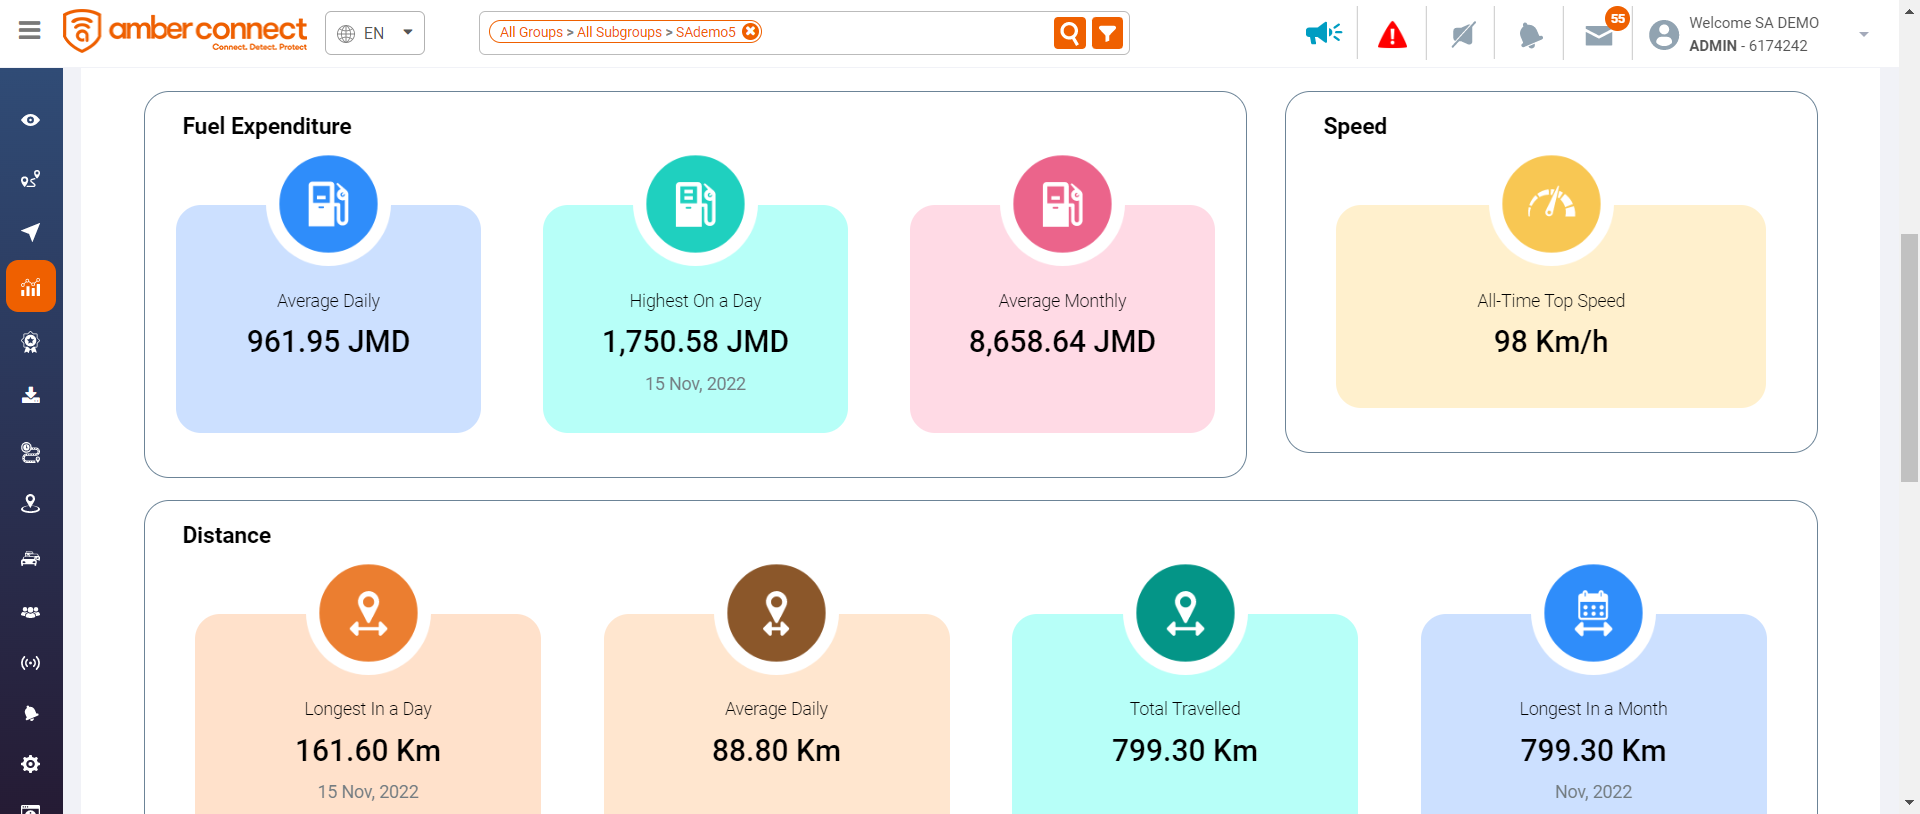 amber connect
Connect. Detect. Protect
EN
All Groups > All Subgroups > SAdemo5
55
Welcome SA DEMO
ADMIN - 6174242
Fuel Expenditure
Average Daily
961.95 JMD
Highest On a Day
1,750.58 JMD
15 Nov, 2022
Average Monthly
8,658.64 JMD
Speed
All-Time Top Speed
98 Km/h
Distance
Longest In a Day
161.60 Km
15 Nov, 2022
Average Daily
88.80 Km
Total Travelled
799.30 Km
Longest In a Month
799.30 Km
Nov, 2022